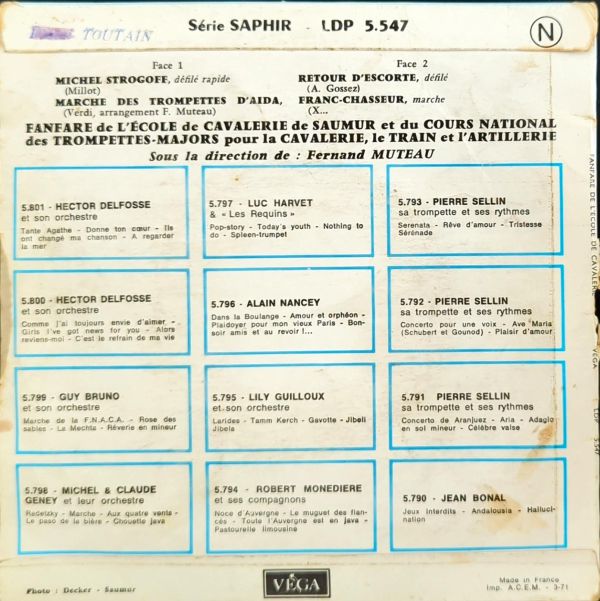 TOUTAIN
Série SAPHIR - LDP 5.547
N
Face 1
MICHEL STROGOFF, défilé rapide
(Millot)
MARCHE DES TROMPETTES D'AIDA,
(Verdi, arrangement F. Muteau)
Face 2
RETOUR D'ESCORTE, défilé
(A. Gossez)
FRANC-CHASSEUR, marche
(X...
FANFARE de L'ÉCOLE de CAVALERIE de SAUMUR et du COURS NATIONAL
des TROMPETTES-MAJORS pour la CAVALERIE, le TRAIN et l'ARTILLERIE
Sous la direction de : Fernand MUTEAU
5.801 - HECTOR DELFOSSE
et son orchestre
Tante Agathe - Donne ton cœur - Ils
ont changé ma chanson - A regarder
la mer
5.797 - LUC HARVET
& « Les Requins »
Pop-story - Today's youth - Nothing to
do - Spleen-trumpet
5.793 - PIERRE SELLIN
sa trompette et ses rythmes
Serenata - Rêve d'amour - Tristesse
Sérénade
5.800 - HECTOR DELFOSSE
et son orchestre
Comme j'ai toujours envie d'aimer -
Girls I've got news for you - Alors
reviens-moi - C'est le refrain de ma vie
5.796 - ALAIN NANCEY
Dans la Boulange - Amour et orphéon -
Plaidoyer pour mon vieux Paris - Bon-
soir amis et au revoir !...
5.792 - PIERRE SELLIN
sa trompette et ses rythmes
Concerto pour une voix - Ave Maria
(Schubert et Gounod) - Plaisir d'amour
5.799 - GUY BRUNO
et son orchestre
Marche de la F.N.A.C.A. - Rose des
sables - La Mechta - Rêverie en mineur
5.795 - LILY GUILLOUX
et son orchestre
Larides - Tamm Kerch - Gavotte - Jibeli
Jibela
5.791 PIERRE SELLIN
sa trompette et ses rythmes
Concerto de Aranjuez - Aria - Adagio
en sol mineur - Célèbre valse
5.798 - MICHEL & CLAUDE
GENEY et leur orchestre
Radetzky - Marche - Aux quatre vents -
Le paso de la bière - Chouette java
5.794 - ROBERT MONEDIERE
et ses compagnons
Noce d'Auvergne - Le muguet des fian-
cés - Toute l'Auvergne est en java -
Pastourelle limousine
5.790 - JEAN BONAL
Jeux Interdits - Andalousia - Halluci-
nation
Photo : Decker - Saumur
VÉGA
Made in France
Imp. A.C.E.M. - 3-71
FANFARE DE L'ÉCOLE DE CAVALERIE
VEGA
LDP 5.547